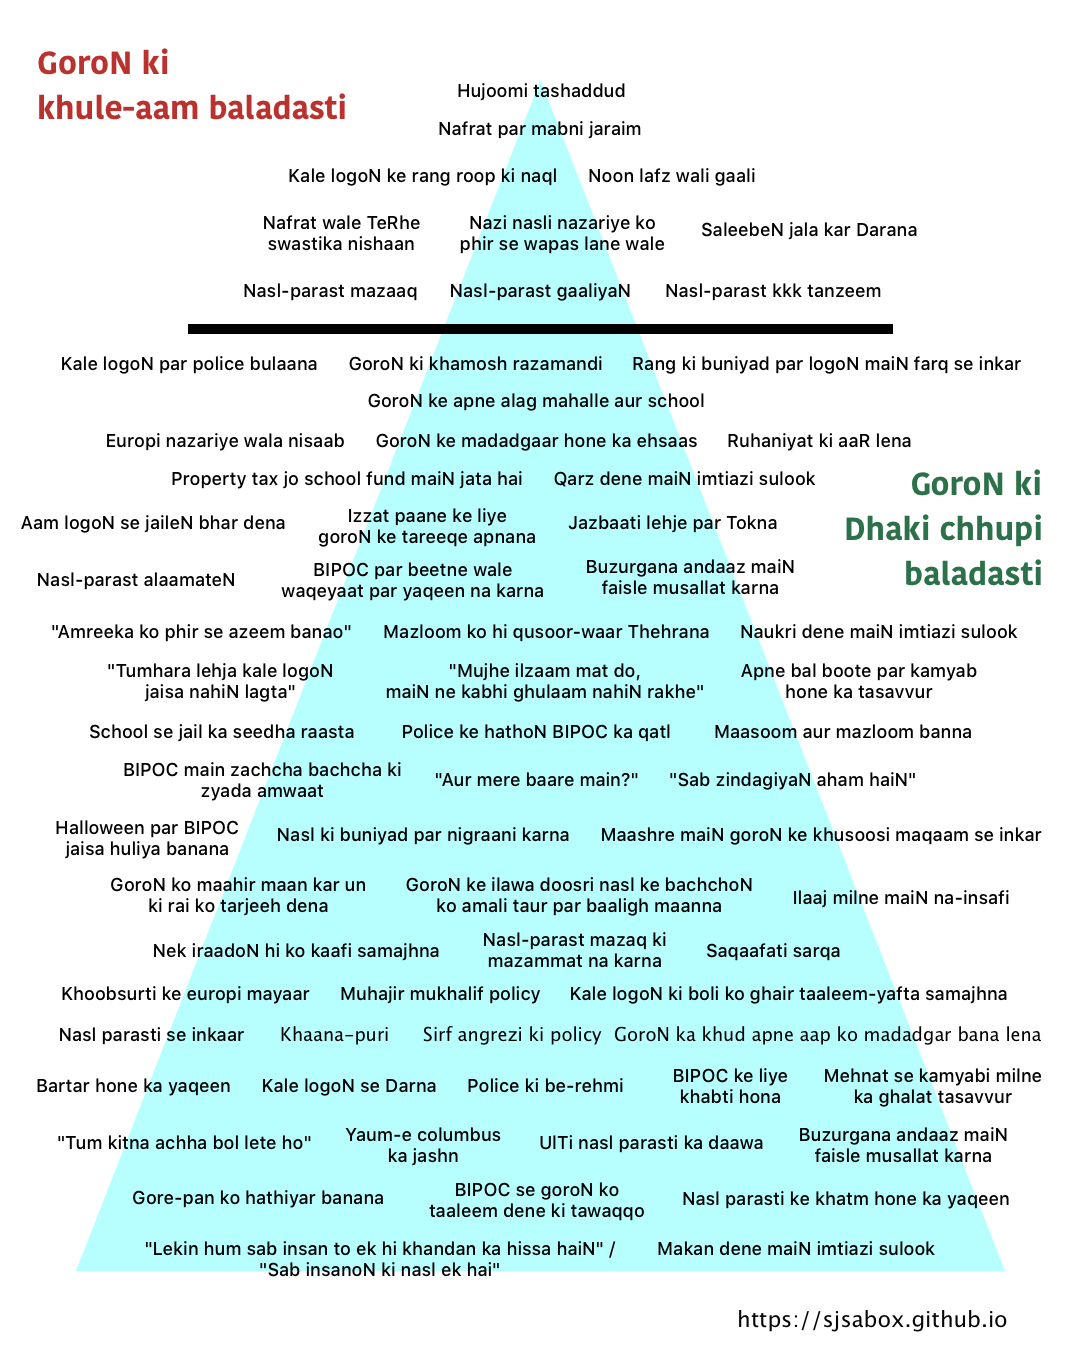 GoroN ki
khule-aam baladasti
Hujoomi tashaddud
Nafrat par mabni jaraim
Kale logoN ke rang roop ki naql
Noon lafz wali gaali
Nafrat wale TeRhe
swastika nishaan
Nazi nasli nazariye ko
phir se wapas lane wale
SaleebeN jala kar Darana
Nasl-parast mazaaq
Nasl-parast gaaliyaN
Nasl-parast kkk tanzeem
Kale logoN par police bulaana
GoroN ki khamosh razamandi
Rang ki buniyad par logoN maiN farq se inkar
GoroN ke apne alag mahalle aur school
Europi nazariye wala nisaab
GoroN ke madadgaar hone ka ehsaas
Ruhaniyat ki aaR lena
Property tax jo school fund maiN jata hai
Qarz dene maiN imtiazi sulook
GoroN ki
Dhaki chhupi
baladasti
Aam logoN se jaileN bhar dena
Izzat paane ke liye
goroN ke tareeqe apnana
Jazbaati lehje par Tokna
Nasl-parast alaamateN
BIPOC par beetne wale
waqeyaat par yaqeen na karna
Buzurgana andaaz maiN
faisle musallat karna
"Amreeka ko phir se azeem banao"
Mazloom ko hi qusoor-waar Thehrana
Naukri dene maiN imtiazi sulook
"Tumhara lehja kale logoN
jaisa nahiN lagta"
"Mujhe ilzaam mat do,
maiN ne kabhi ghulaam nahiN rakhe"
Apne bal boote par kamyab
hone ka tasavvur
School se jail ka seedha raasta
Police ke hathoN BIPOC ka qatl
Maasoom aur mazloom banna
BIPOC main zachcha bachcha ki
zyada amwaat
"Aur mere baare main?"
"Sab zindagiyaN aham haiN"
Halloween par BIPOC
jaisa huliya banana
Nasl ki buniyad par nigraani karna
Maashre maiN goroN ke khusoosi maqaam se inkar
GoroN ko maahir maan kar un
ki rai ko tarjeeh dena
GoroN ke ilawa doosri nasl ke bachchoN
ko amali taur par baaligh maanna
Ilaaj milne maiN na-insafi
Nek iraadoN hi ko kaafi samajhna
Nasl-parast mazaq ki
mazammat na karna
Saqaafati sarqa
Khoobsurti ke europi mayaar
Muhajir mukhalif policy
Kale logoN ki boli ko ghair taaleem-yafta samajhna
Nasl parasti se inkaar
Khaana-puri
Sirf angrezi ki policy
GoroN ka khud apne aap ko madadgar bana lena
Bartar hone ka yaqeen
Kale logoN se Darna
Police ki be-rehmi
BIPOC ke liye
khabti hona
Mehnat se kamyabi milne
ka ghalat tasavvur
"Tum kitna achha bol lete ho"
Yaum-e columbus
ka jashn
UlTi nasl parasti ka daawa
Buzurgana andaaz maiN
faisle musallat karna
Gore-pan ko hathiyar banana
BIPOC se goroN ko
taaleem dene ki tawaqqo
Nasl parasti ke khatm hone ka yaqeen
"Lekin hum sab insan to ek hi khandan ka hissa haiN" /
"Sab insanoN ki nasl ek hai"
Makan dene maiN imtiazi sulook
https://sjsabox.github.io